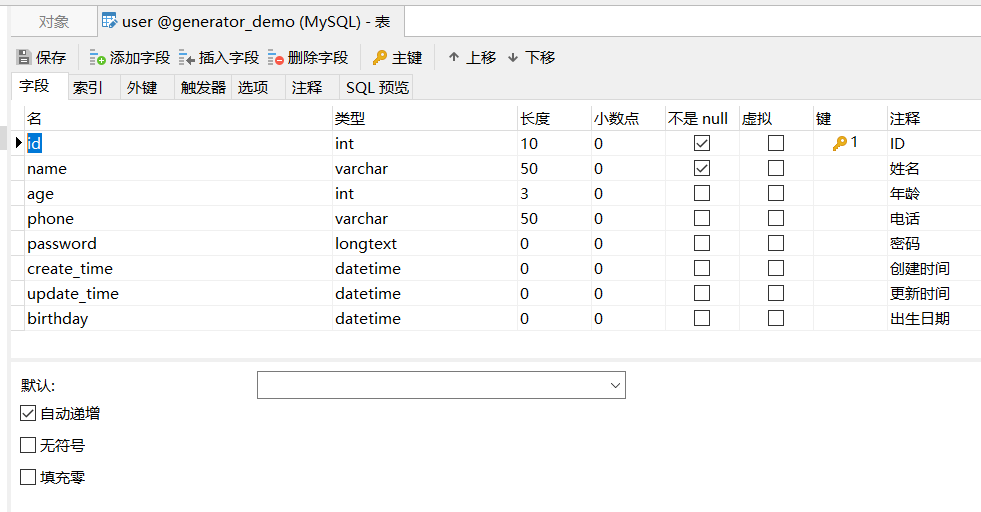 对象 user @generator_demo (MySQL) - 表
保存 添加字段 插入字段 删除字段 主键 上移 下移
字段 索引 外键 触发器 选项 注释 SQL 预览
名 类型 长度 小数点 不是 null 虚拟 键 注释
id int 10 0 1 ID
name varchar 50 0 姓名
age int 3 0 年龄
phone varchar 50 0 电话
password longtext 0 0 密码
create_time datetime 0 0 创建时间
update_time datetime 0 0 更新时间
birthday datetime 0 0 出生日期
默认:
自动递增
无符号
填充零